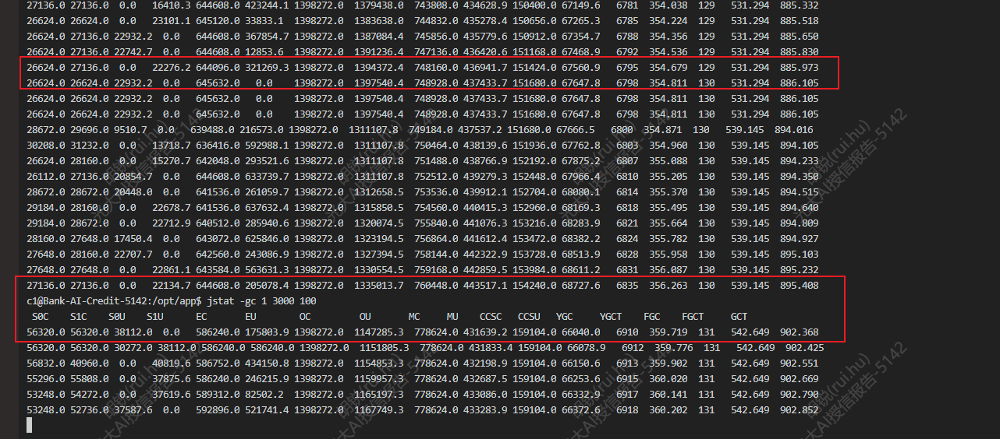 27136.0 27136.0 0.0 16410.3 644608.0 423244.1 1398272.0 1379438.0 743808.0 434628.9 150400.0 67149.6 6781 354.038 129 531.294 885.332
26624.0 26624.0 0.0 23101.1 645120.0 33833.1 1398272.0 1383638.0 744832.0 435278.4 150656.0 67265.3 6785 354.224 129 531.294 885.518
26624.0 27136.0 22932.2 0.0 644608.0 367854.7 1398272.0 1387084.4 745856.0 435779.6 150912.0 67354.7 6788 354.356 129 531.294 885.650
26624.0 27136.0 22742.7 0.0 644608.0 12853.6 1398272.0 1391236.4 747136.0 436420.6 151168.0 67468.9 6792 354.536 129 531.294 885.830
26624.0 27136.0 0.0 22276.2 644096.0 321269.3 1398272.0 1394372.4 748160.0 436941.7 151424.0 67560.9 6795 354.679 129 531.294 885.973
26624.0 26624.0 22932.2 0.0 645632.0 0.0 1398272.0 1397540.4 748928.0 437433.7 151680.0 67647.8 6798 354.811 130 531.294 886.105
26624.0 26624.0 22932.2 0.0 645632.0 0.0 1398272.0 1397540.4 748928.0 437433.7 151680.0 67647.8 6798 354.811 130 531.294 886.105
26624.0 26624.0 22932.2 0.0 645632.0 0.0 1398272.0 1397540.4 748928.0 437433.7 151680.0 67647.8 6798 354.811 130 531.294 886.105
28672.0 29696.0 9510.7 0.0 639488.0 216573.0 1398272.0 1311107.8 749184.0 437537.2 151680.0 67666.5 6800 354.871 130 539.145 894.016
30208.0 31232.0 0.0 13718.7 636416.0 592988.1 1398272.0 1311107.8 750464.0 438139.6 151936.0 67762.8 6803 354.960 130 539.145 894.105
26624.0 28160.0 0.0 15270.7 642048.0 293521.6 1398272.0 1311107.8 751488.0 438766.9 152192.0 67875.2 6807 355.088 130 539.145 894.233
26112.0 27136.0 20854.7 0.0 644608.0 633739.7 1398272.0 1311107.8 752512.0 439279.3 152448.0 67966.4 6810 355.205 130 539.145 894.350
28672.0 28672.0 20448.0 0.0 641536.0 261059.7 1398272.0 1312658.5 753536.0 439912.1 152704.0 68080.1 6814 355.370 130 539.145 894.515
29184.0 28160.0 0.0 22678.7 641536.0 637632.4 1398272.0 1315850.5 754560.0 440415.3 152960.0 68169.3 6818 355.495 130 539.145 894.640
29184.0 28672.0 0.0 22712.9 640512.0 285940.6 1398272.0 1320074.5 755840.0 441076.3 153216.0 68283.9 6821 355.664 130 539.145 894.809
28160.0 27648.0 17450.4 0.0 643072.0 625846.0 1398272.0 1323194.5 756864.0 441612.4 153472.0 68382.2 6824 355.782 130 539.145 894.927
27648.0 28160.0 22707.7 0.0 642560.0 243086.9 1398272.0 1327394.5 758144.0 442322.9 153728.0 68513.9 6828 355.958 130 539.145 895.103
27648.0 27648.0 0.0 22861.1 643584.0 563631.3 1398272.0 1330554.5 759168.0 442859.5 153984.0 68611.2 6831 356.087 130 539.145 895.232
27136.0 27136.0 0.0 22134.7 644608.0 205078.4 1398272.0 1335013.7 760448.0 443517.1 154240.0 68727.6 6835 356.263 130 539.145 895.408
c1@Bank-AI-Credit-5142:/opt/app$ jstat -gc 1 3000 100
S0C S1C S0U S1U EC EU OC OU MC MU CCSC CCSU YGC YGCT FGC FGCT GCT
56320.0 56320.0 38112.0 0.0 586240.0 175803.9 1398272.0 1147285.3 778624.0 431639.2 159104.0 66040.0 6910 359.719 131 542.649 902.368
56320.0 56320.0 30272.0 38112.0 586240.0 586240.0 1398272.0 1151805.3 778624.0 431833.4 159104.0 66078.9 6912 359.776 131 542.649 902.425
56832.0 40960.0 0.0 40819.6 586752.0 434150.8 1398272.0 1154853.3 778624.0 432198.9 159104.0 66150.6 6913 359.902 131 542.649 902.551
55296.0 55808.0 0.0 37875.6 586240.0 246215.9 1398272.0 1159957.3 778624.0 432687.5 159104.0 66253.6 6915 360.020 131 542.649 902.669
53248.0 54272.0 0.0 37619.6 589312.0 82502.2 1398272.0 1165197.3 778624.0 433086.0 159104.0 66332.9 6917 360.141 131 542.649 902.790
53248.0 52736.0 37587.6 0.0 592896.0 521741.4 1398272.0 1167749.3 778624.0 433283.9 159104.0 66372.6 6918 360.202 131 542.649 902.852